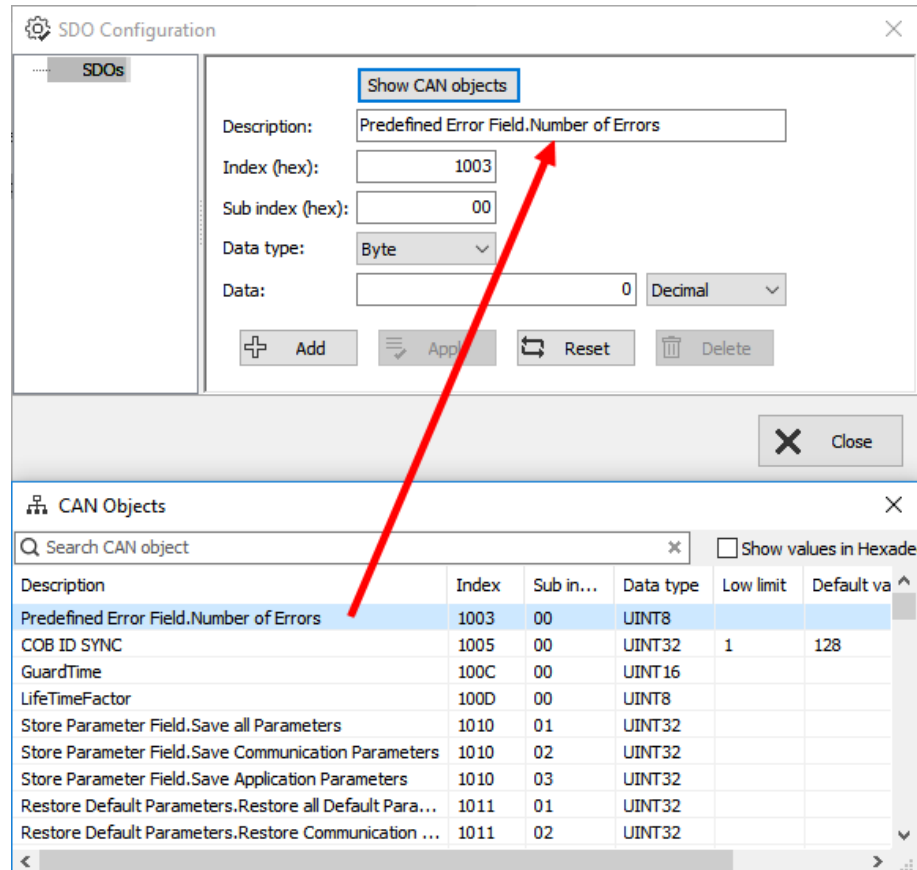 SDO Configuration
SDOs
Show CAN objects
Description: Predefined Error Field.Number of Errors
Index (hex): 1003
Sub index (hex): 00
Data type: Byte
Data: 0 Decimal
Add Reset Delete
Close
CAN Objects
Search CAN object Show values in Hexade
Description Index Sub in... Data type Low limit Default va
Predefined Error Field.Number of Errors 1003 00 UINT8
COB ID SYNC 1005 00 UINT32 1 128
GuardTime 100C 00 UINT16
LifeTimeFactor 100D 00 UINT8
Store Parameter Field.Save all Parameters 1010 01 UINT32
Store Parameter Field.Save Communication Parameters 1010 02 UINT32
Store Parameter Field.Save Application Parameters 1010 03 UINT32
Restore Default Parameters.Restore all Default Para... 1011 01 UINT32
Restore Default Parameters.Restore Communication ... 1011 02 UINT32